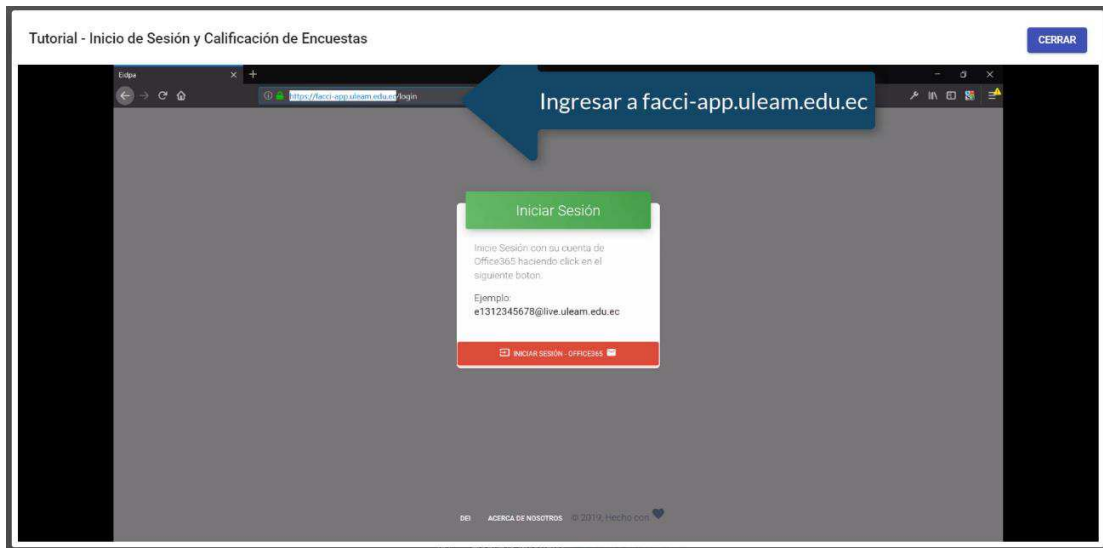 Tutorial - Inicio de Sesión y Calificación de Encuestas
CERRAR
Eidpa
https://facci-app.uleam.edu.ec/login
Ingresar a facci-app.uleam.edu.ec
Iniciar Sesión
Inicie Sesión con su cuenta de
Office365 haciendo click en el
siguiente boton.
Ejemplo:
e1312345678@live.uleam.edu.ec
INICIAR SESIÓN - OFFICE365
DEI ACERCA DE NOSOTROS © 2019, Hecho con